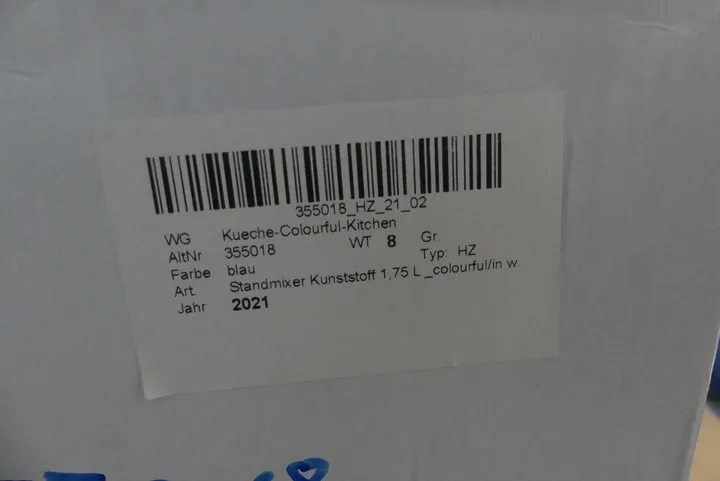 355018_HZ_21_02
WG Kueche-Colourful-Kitchen
AltNr 355018 WT 8 Gr.
Farbe blau Typ: HZ
Art. Standmixer Kunststoff 1,75 L _colourful/in w.
Jahr 2021